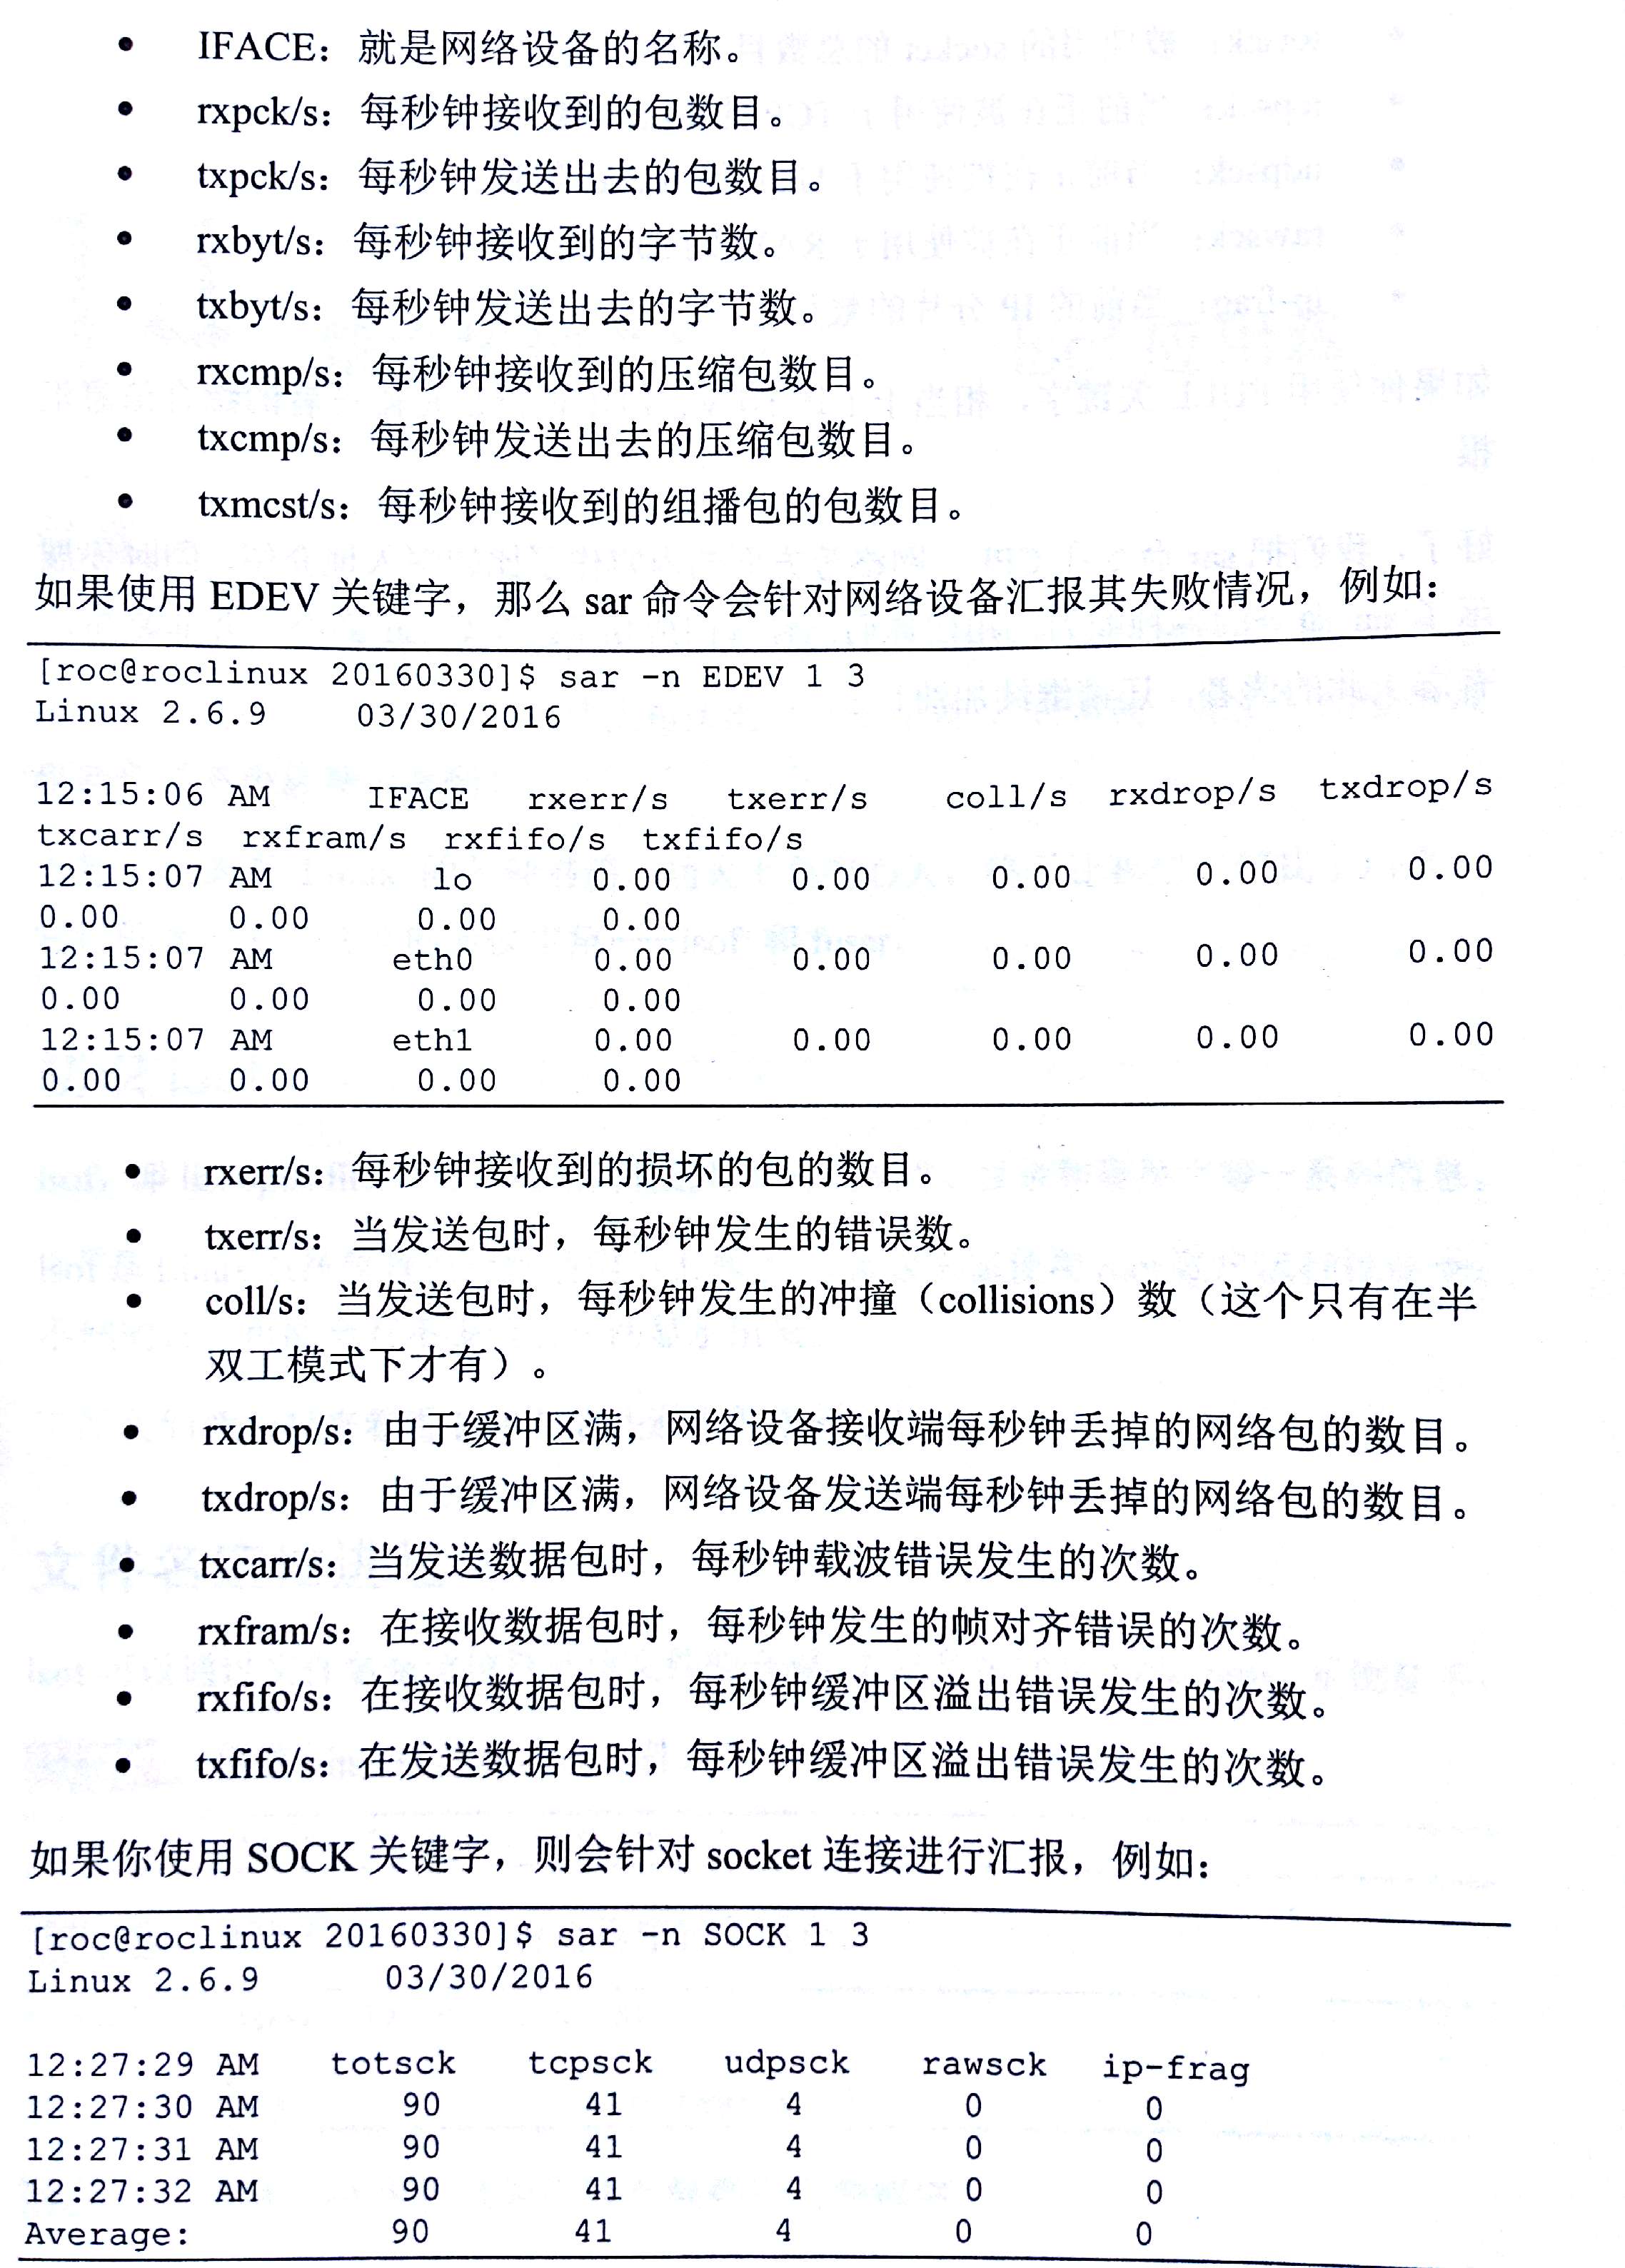 • IFACE：就是网络设备的名称。
• rxpck/s：每秒钟接收到的包数目。
• txpck/s：每秒钟发送出去的包数目。
• rxbyt/s：每秒钟接收到的字节数。
• txbyt/s：每秒钟发送出去的字节数。
• rxcmp/s：每秒钟接收到的压缩包数目。
• txcmp/s：每秒钟发送出去的压缩包数目。
• txmcst/s：每秒钟接收到的组播包的包数目。
如果使用 EDEV 关键字，那么 sar 命令会针对网络设备汇报其失败情况，例如：
[roc@roclinux 20160330]$ sar -n EDEV 1 3
Linux 2.6.9 03/30/2016
12:15:06 AM IFACE rxerr/s txerr/s coll/s rxdrop/s txdrop/s
txcarr/s rxfram/s rxfifo/s txfifo/s
12:15:07 AM lo 0.00 0.00 0.00 0.00 0.00
0.00 0.00 0.00 0.00
12:15:07 AM eth0 0.00 0.00 0.00 0.00 0.00
0.00 0.00 0.00 0.00
12:15:07 AM eth1 0.00 0.00 0.00 0.00 0.00
0.00 0.00 0.00 0.00
• rxerr/s：每秒钟接收到的损坏的包的数目。
• txerr/s：当发送包时，每秒钟发生的错误数。
• coll/s：当发送包时，每秒钟发生的冲撞（collisions）数（这个只有在半
双工模式下才有）。
• rxdrop/s：由于缓冲区满，网络设备接收端每秒钟丢掉的网络包的数目。
• txdrop/s：由于缓冲区满，网络设备发送端每秒钟丢掉的网络包的数目。
• txcarr/s：当发送数据包时，每秒钟载波错误发生的次数。
• rxfram/s：在接收数据包时，每秒钟发生的帧对齐错误的次数。
• rxfifo/s：在接收数据包时，每秒钟缓冲区溢出错误发生的次数。
• txfifo/s：在发送数据包时，每秒钟缓冲区溢出错误发生的次数。
如果你使用 SOCK 关键字，则会针对 socket 连接进行汇报，例如：
[roc@roclinux 20160330]$ sar -n SOCK 1 3
Linux 2.6.9 03/30/2016
12:27:29 AM totsck tcpsck udpsck rawsck ip-frag
12:27:30 AM 90 41 4 0 0
12:27:31 AM 90 41 4 0 0
12:27:32 AM 90 41 4 0 0
Average: 90 41 4 0 0